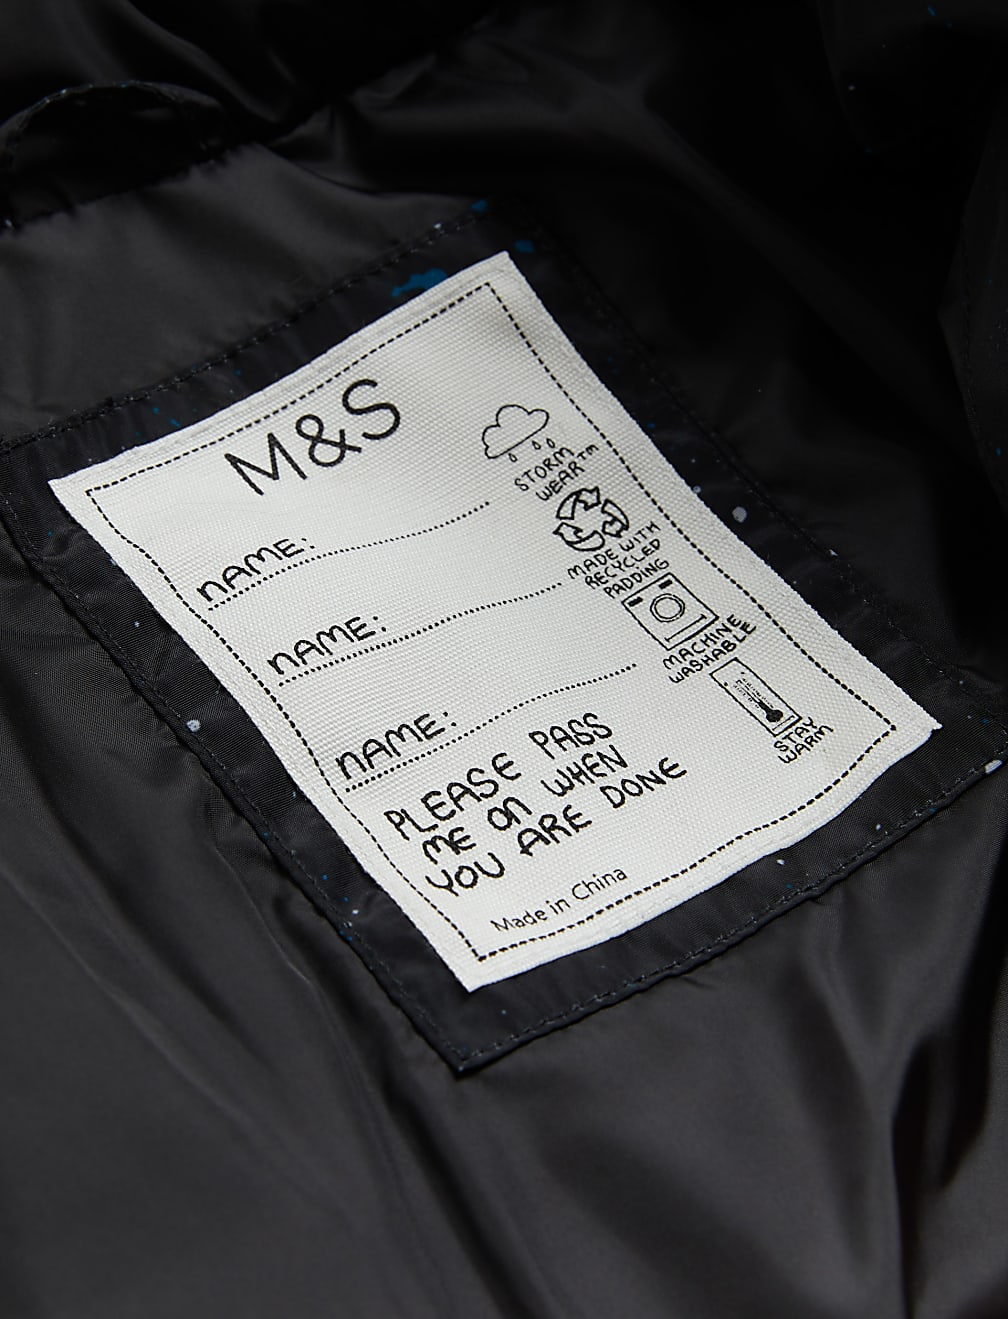 M&S
NAME:
NAME:
NAME:
PLEASE PASS
ME ON WHEN
YOU ARE DONE
Made in China
STORM
WEAR™
MADE WITH
RECYCLED
PADDING
MACHINE
WASHABLE
STAY
WARM